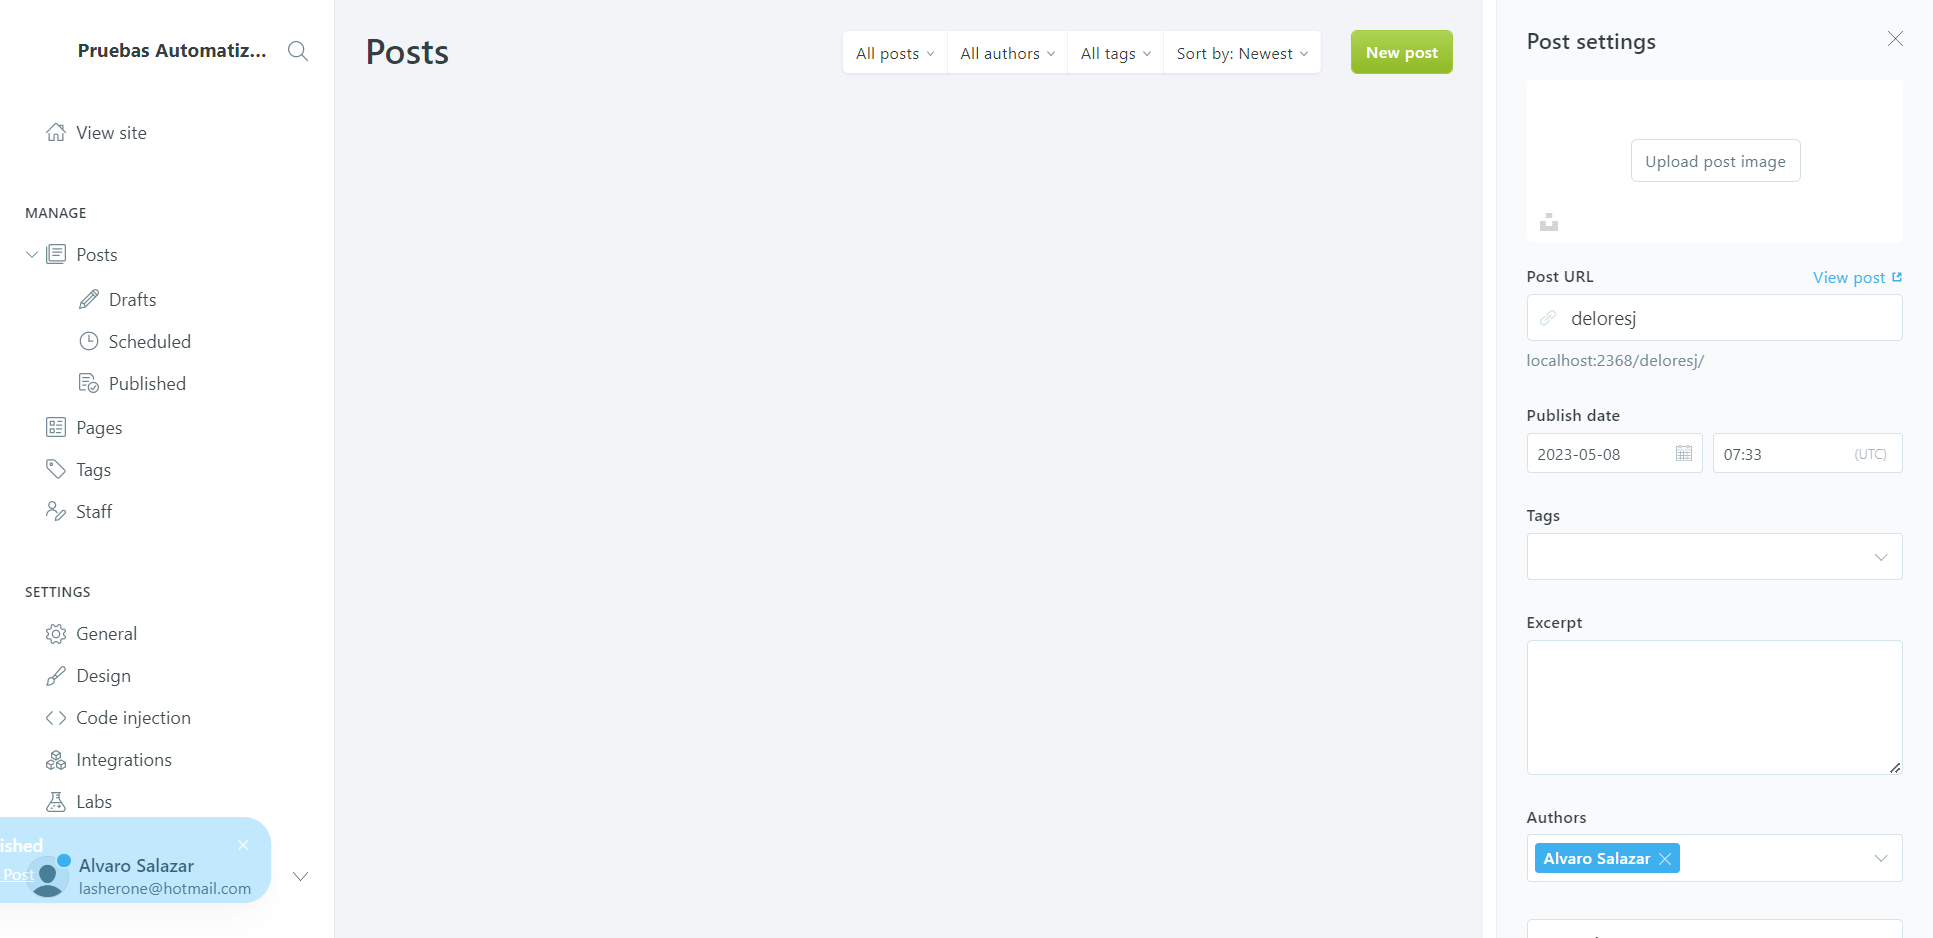 Pruebas Automatiz...
View site
MANAGE
Posts
Drafts
Scheduled
Published
Pages
Tags
Staff
SETTINGS
General
Design
Code injection
Integrations
Labs
ished
Post
Alvaro Salazar
lasherone@hotmail.com
Posts
All posts
All authors
All tags
Sort by: Newest
New post
Post settings
Upload post image
Post URL
View post
deloresj
localhost:2368/deloresj/
Publish date
2023-05-08
07:33
(UTC)
Tags
Excerpt
Authors
Alvaro Salazar